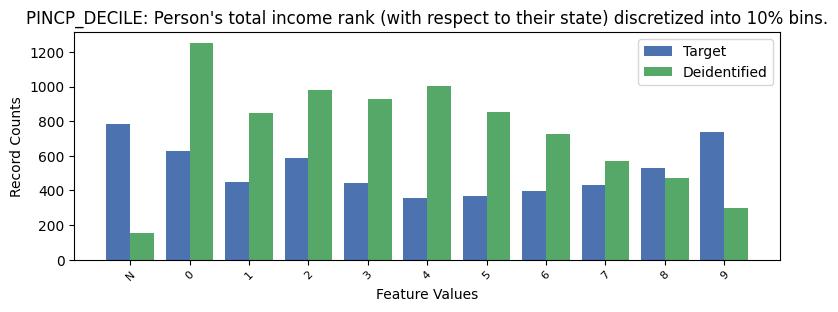 PINCP_DECILE: Person's total income rank (with respect to their state) discretized into 10% bins.
Target
Deidentified
Record Counts
1200
1000
800
600
400
200
0
N 0 1 2 3 4 5 6 7 8 9
Feature Values